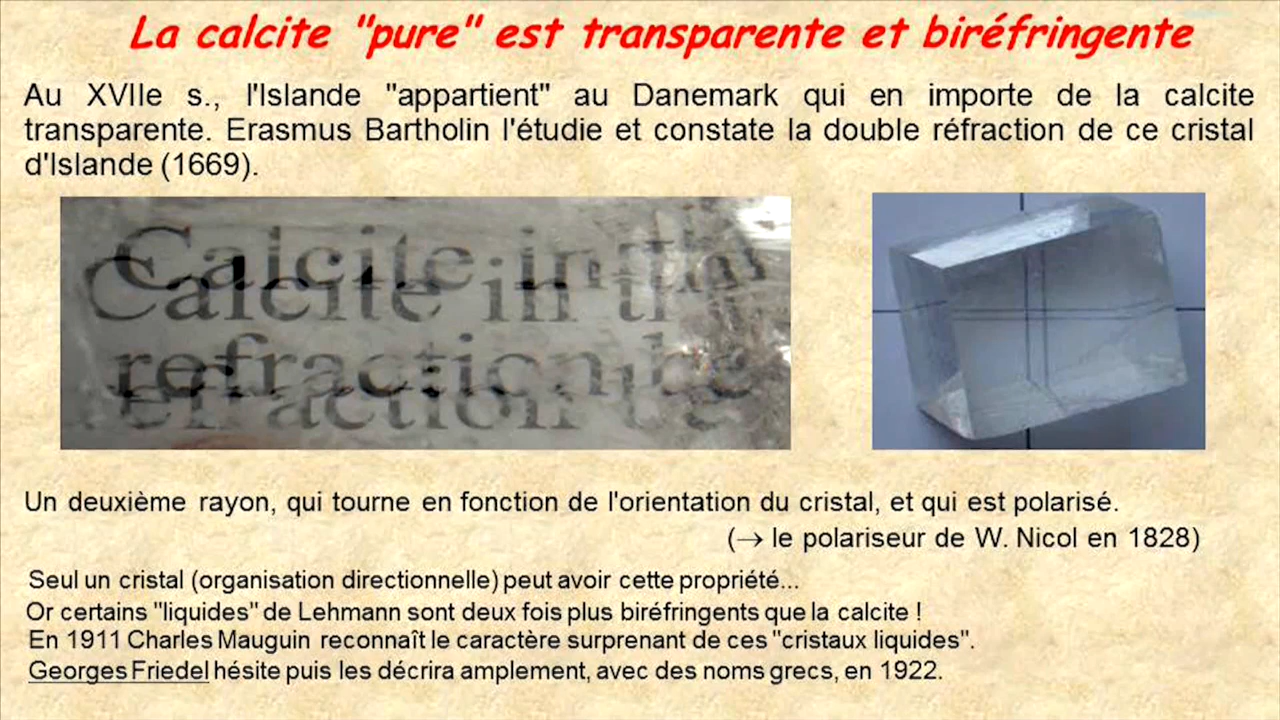 La calcite "pure" est transparente et biréfringente
Au XVIIe s., l'Islande "appartient" au Danemark qui en importe de la calcite
transparente. Erasmus Bartholin l'étudie et constate la double réfraction de ce cristal
d'Islande (1669).
Calcite in
refraction
Un deuxième rayon, qui tourne en fonction de l'orientation du cristal, et qui est polarisé.
(→ le polariseur de W. Nicol en 1828)
Seul un cristal (organisation directionnelle) peut avoir cette propriété...
Or certains "liquides" de Lehmann sont deux fois plus biréfringents que la calcite !
En 1911 Charles Mauguin reconnaît le caractère surprenant de ces "cristaux liquides".
Georges Friedel hésite puis les décrira amplement, avec des noms grecs, en 1922.